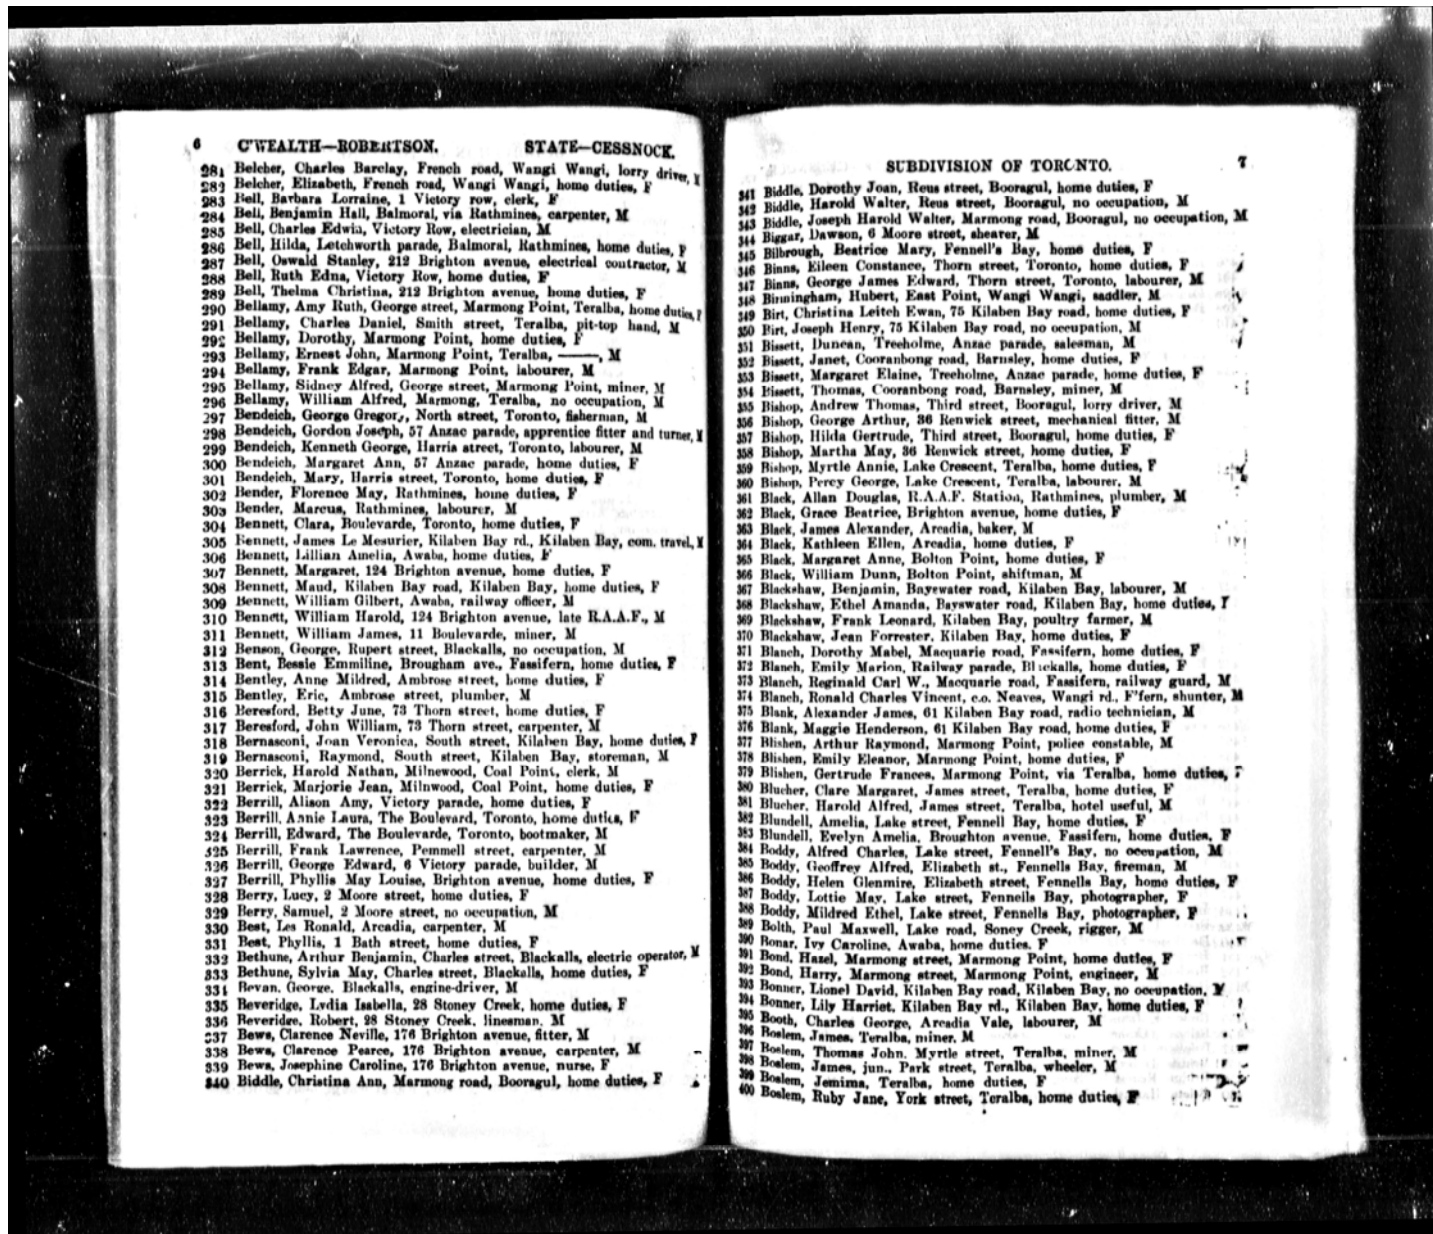 6 C'WEALTH—ROBERTSON. STATE—CESSNOCK.
281 Belcher, Charles Barclay, French road, Wangi Wangi, lorry driver, M
282 Belcher, Elizabeth, French road, Wangi Wangi, home duties, F
283 Bell, Barbara Lorraine, 1 Victory row, clerk, F
284 Bell, Benjamin Hall, Balmoral, via Rathmines, carpenter, M
285 Bell, Charles Edwin, Victory Row, electrician, M
286 Bell, Hilda, Letchworth parade, Balmoral, Rathmines, home duties, F
287 Bell, Oswald Stanley, 212 Brighton avenue, electrical contractor, M
288 Bell, Ruth Edna, Victory Row, home duties, F
289 Bell, Thelma Christina, 212 Brighton avenue, home duties, F
290 Bellamy, Amy Ruth, George street, Marmong Point, Teralba, home duties, F
291 Bellamy, Charles Daniel, Smith street, Teralba, pit-top hand, M
292 Bellamy, Dorothy, Marmong Point, home duties, F
293 Bellamy, Ernest John, Marmong Point, Teralba, ———, M
294 Bellamy, Frank Edgar, Marmong Point, labourer, M
295 Bellamy, Sidney Alfred, George street, Marmong Point, miner, M
296 Bellamy, William Alfred, Marmong, Teralba, no occupation, M
297 Bendeich, George Gregory, North street, Toronto, fisherman, M
298 Bendeich, Gordon Joseph, 57 Anzac parade, apprentice fitter and turner, M
299 Bendeich, Kenneth George, Harris street, Toronto, labourer, M
300 Bendeich, Margaret Ann, 57 Anzac parade, home duties, F
301 Bendeich, Mary, Harris street, Toronto, home duties, F
302 Bender, Florence May, Rathmines, home duties, F
303 Bender, Marcus, Rathmines, labourer, M
304 Bennett, Clara, Boulevarde, Toronto, home duties, F
305 Bennett, James Le Mesurier, Kilaben Bay rd., Kilaben Bay, com. travel, M
306 Bennett, Lillian Amelia, Awaba, home duties, F
307 Bennett, Margaret, 124 Brighton avenue, home duties, F
308 Bennett, Maud, Kilaben Bay road, Kilaben Bay, home duties, F
309 Bennett, William Gilbert, Awaba, railway officer, M
310 Bennett, William Harold, 124 Brighton avenue, late R.A.A.F., M
311 Bennett, William James, 11 Boulevarde, miner, M
312 Benson, George, Rupert street, Blackalls, no occupation, M
313 Bent, Bessie Emmiline, Brougham ave., Fassifern, home duties, F
314 Bentley, Anne Mildred, Ambrose street, home duties, F
315 Bentley, Eric, Ambrose street, plumber, M
316 Beresford, Betty June, 73 Thorn street, home duties, F
317 Beresford, John William, 73 Thorn street, carpenter, M
318 Bernasconi, Joan Veronica, South street, Kilaben Bay, home duties, F
319 Bernasconi, Raymond, South street, Kilaben Bay, storeman, M
320 Berrick, Harold Nathan, Milnewood, Coal Point, clerk, M
321 Berrick, Marjorie Jean, Milnwood, Coal Point, home duties, F
322 Berrill, Alison Amy, Victory parade, home duties, F
323 Berrill, Annie Laura, The Boulevard, Toronto, home duties, F
324 Berrill, Edward, The Boulevarde, Toronto, bootmaker, M
325 Berrill, Frank Lawrence, Pemmell street, carpenter, M
326 Berrill, George Edward, 6 Victory parade, builder, M
327 Berrill, Phyllis May Louise, Brighton avenue, home duties, F
328 Berry, Lucy, 2 Moore street, home duties, F
329 Berry, Samuel, 2 Moore street, no occupation, M
330 Best, Les Ronald, Arcadia, carpenter, M
331 Best, Phyllis, 1 Bath street, home duties, F
332 Bethune, Arthur Benjamin, Charles street, Blackalls, electric operator, M
333 Bethune, Sylvia May, Charles street, Blackalls, home duties, F
334 Bevan, George, Blackalls, engine-driver, M
335 Beveridge, Lydia Isabella, 28 Stoney Creek, home duties, F
336 Beveridge, Robert, 28 Stoney Creek, linesman, M
337 Bews, Clarence Neville, 176 Brighton avenue, fitter, M
338 Bews, Clarence Pearce, 176 Brighton avenue, carpenter, M
339 Bews, Josephine Caroline, 176 Brighton avenue, nurse, F
340 Biddle, Christina Ann, Marmong road, Booragul, home duties, F
SUBDIVISION OF TORONTO. 7
341 Biddle, Dorothy Joan, Reus street, Booragul, home duties, F
342 Biddle, Harold Walter, Reus street, Booragul, no occupation, M
343 Biddle, Joseph Harold Walter, Marmong road, Booragul, no occupation, M
344 Biggar, Dawson, 6 Moore street, shearer, M
345 Bilbrough, Beatrice Mary, Fennell's Bay, home duties, F
346 Binns, Eileen Constance, Thorn street, Toronto, home duties, F
347 Binns, George James Edward, Thorn street, Toronto, labourer, M
348 Birmingham, Hubert, East Point, Wangi Wangi, saddler, M
349 Birt, Christina Leitch Ewan, 75 Kilaben Bay road, home duties, F
350 Birt, Joseph Henry, 75 Kilaben Bay road, no occupation, M
351 Bissett, Duncan, Treeholme, Anzac parade, salesman, M
352 Bissett, Janet, Cooranbong road, Barnsley, home duties, F
353 Bissett, Margaret Elaine, Treeholme, Anzac parade, home duties, F
354 Bissett, Thomas, Cooranbong road, Barnsley, miner, M
355 Bishop, Andrew Thomas, Third street, Booragul, lorry driver, M
356 Bishop, George Arthur, 36 Renwick street, mechanical fitter, M
357 Bishop, Hilda Gertrude, Third street, Booragul, home duties, F
358 Bishop, Martha May, 36 Renwick street, home duties, F
359 Bishop, Myrtle Annie, Lake Crescent, Teralba, home duties, F
360 Bishop, Percy George, Lake Crescent, Teralba, labourer, M
361 Black, Allan Douglas, R.A.A.F. Station, Rathmines, plumber, M
362 Black, Grace Beatrice, Brighton avenue, home duties, F
363 Black, James Alexander, Arcadia, baker, M
364 Black, Kathleen Ellen, Arcadia, home duties, F
365 Black, Margaret Anne, Bolton Point, home duties, F
366 Black, William Dunn, Bolton Point, shiftman, M
367 Blackshaw, Benjamin, Bayswater road, Kilaben Bay, labourer, M
368 Blackshaw, Ethel Amanda, Bayswater road, Kilaben Bay, home duties, F
369 Blackshaw, Frank Leonard, Kilaben Bay, poultry farmer, M
370 Blackshaw, Jean Forrester, Kilaben Bay, home duties, F
371 Blanch, Dorothy Mabel, Macquarie road, Fassifern, home duties, F
372 Blanch, Emily Marion, Railway parade, Blackalls, home duties, F
373 Blanch, Reginald Carl W., Macquarie road, Fassifern, railway guard, M
374 Blanch, Ronald Charles Vincent, c.o. Neaves, Wangi rd., F'fern, shunter, M
375 Blank, Alexander James, 61 Kilaben Bay road, radio technician, M
376 Blank, Maggie Henderson, 61 Kilaben Bay road, home duties, F
377 Blishen, Arthur Raymond, Marmong Point, police constable, M
378 Blishen, Emily Eleanor, Marmong Point, home duties, F
379 Blishen, Gertrude Frances, Marmong Point, via Teralba, home duties, F
380 Blucher, Clare Margaret, James street, Teralba, home duties, F
381 Blucher, Harold Alfred, James street, Teralba, hotel useful, M
382 Blundell, Amelia, Lake street, Fennell Bay, home duties, F
383 Blundell, Evelyn Amelia, Broughton avenue, Fassifern, home duties, F
384 Boddy, Alfred Charles, Lake street, Fennell's Bay, no occupation, M
385 Boddy, Geoffrey Alfred, Elizabeth st., Fennells Bay, fireman, M
386 Boddy, Helen Glenmire, Elizabeth street, Fennells Bay, home duties, F
387 Boddy, Lottie May, Lake street, Fennells Bay, photographer, F
388 Boddy, Mildred Ethel, Lake street, Fennells Bay, photographer, F
389 Bolth, Paul Maxwell, Lake road, Soney Creek, rigger, M
390 Bonar, Ivy Caroline, Awaba, home duties, F
391 Bond, Hazel, Marmong street, Marmong Point, home duties, F
392 Bond, Harry, Marmong street, Marmong Point, engineer, M
393 Bonner, Lionel David, Kilaben Bay road, Kilaben Bay, no occupation, M
394 Bonner, Lily Harriet, Kilaben Bay rd., Kilaben Bay, home duties, F
395 Booth, Charles George, Arcadia Vale, labourer, M
396 Boslem, James, Teralba, miner, M
397 Boslem, Thomas John, Myrtle street, Teralba, miner, M
398 Boslem, James, jun., Park street, Teralba, wheeler, M
399 Boslem, Jemima, Teralba, home duties, F
400 Boslem, Ruby Jane, York street, Teralba, home duties, F